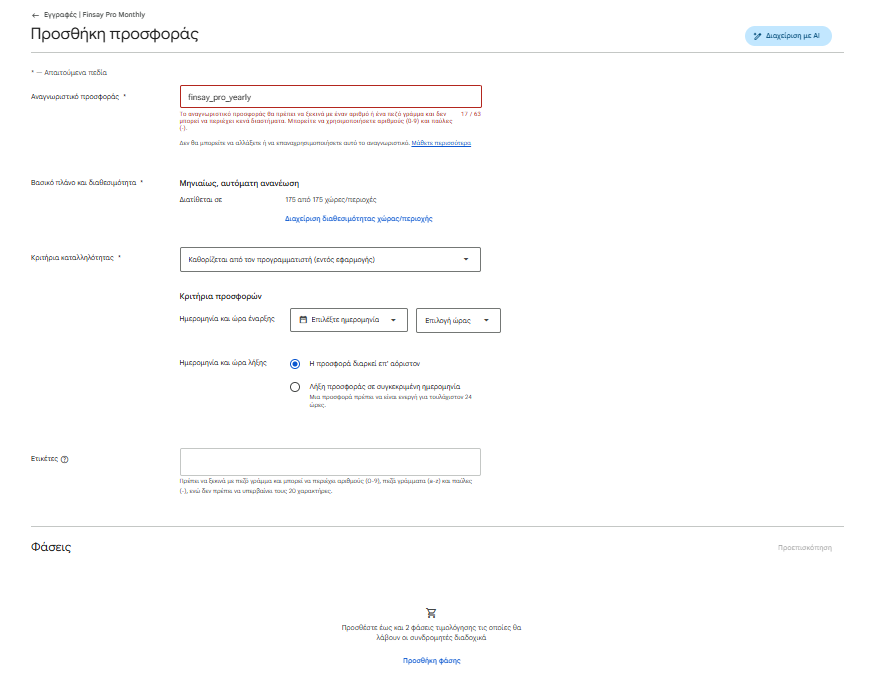 ← Εγγραφές | Finsay Pro Monthly
Προσθήκη προσφοράς
Διαχείριση με AI
* — Απαιτούμενα πεδία
Αναγνωριστικό προσφοράς *
finsay_pro_yearly
Το αναγνωριστικό προσφοράς θα πρέπει να ξεκινά με έναν αριθμό ή ένα πεζό γράμμα και δεν 17 / 63
μπορεί να περιέχει κενά διαστήματα. Μπορείτε να χρησιμοποιήσετε αριθμούς (0-9) και παύλες
(-).
Δεν θα μπορείτε να αλλάξετε ή να επαναχρησιμοποιήσετε αυτό το αναγνωριστικό. Μάθετε περισσότερα
Βασικό πλάνο και διαθεσιμότητα *
Μηνιαίως, αυτόματη ανανέωση
Διατίθεται σε 175 από 175 χώρες/περιοχές
Διαχείριση διαθεσιμότητας χώρας/περιοχής
Κριτήρια καταλληλότητας *
Καθορίζεται από τον προγραμματιστή (εντός εφαρμογής)
Κριτήρια προσφορών
Ημερομηνία και ώρα έναρξης Επιλέξτε ημερομηνία Επιλογή ώρας
Ημερομηνία και ώρα λήξης Η προσφορά διαρκεί επ' αόριστον
Λήξη προσφοράς σε συγκεκριμένη ημερομηνία
Μια προσφορά πρέπει να είναι ενεργή για τουλάχιστον 24
ώρες.
Ετικέτες
Πρέπει να ξεκινά με πεζό γράμμα και μπορεί να περιέχει αριθμούς (0-9), πεζά γράμματα (a-z) και παύλες
(-), ενώ δεν πρέπει να υπερβαίνει τους 20 χαρακτήρες.
Φάσεις
Προεπισκόπηση
Προσθέστε έως και 2 φάσεις τιμολόγησης τις οποίες θα
λάβουν οι συνδρομητές διαδοχικά
Προσθήκη φάσης